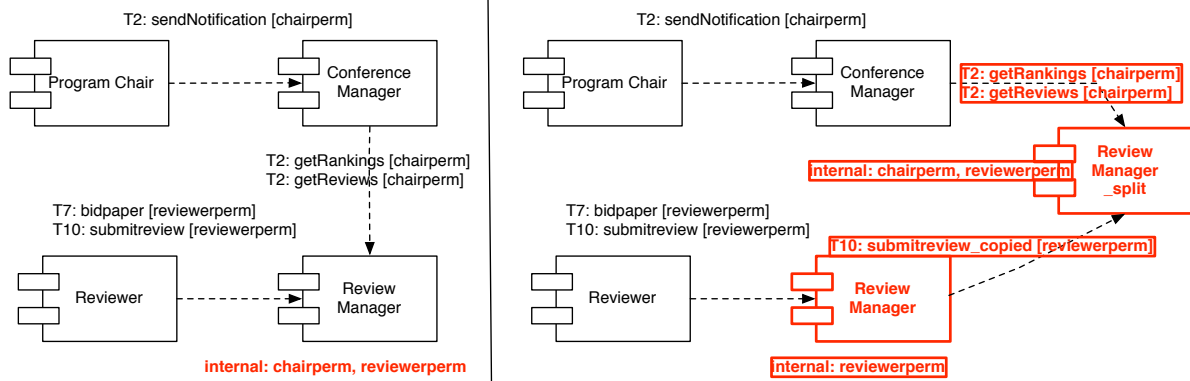 T2: sendNotification [chairperm]
Program Chair
Conference
Manager
T2: getRankings [chairperm]
T2: getReviews [chairperm]
T7: bidpaper [reviewerperm]
T10: submitreview [reviewerperm]
Reviewer
Review
Manager
internal: chairperm, reviewerperm
T2: sendNotification [chairperm]
Program Chair
Conference
Manager
T2: getRankings [chairperm]
T2: getReviews [chairperm]
Review
Manager
_split
internal: chairperm, reviewerperm
T7: bidpaper [reviewerperm]
T10: submitreview [reviewerperm]
T10: submitreview_copied [reviewerperm]
Reviewer
Review
Manager
internal: reviewerperm